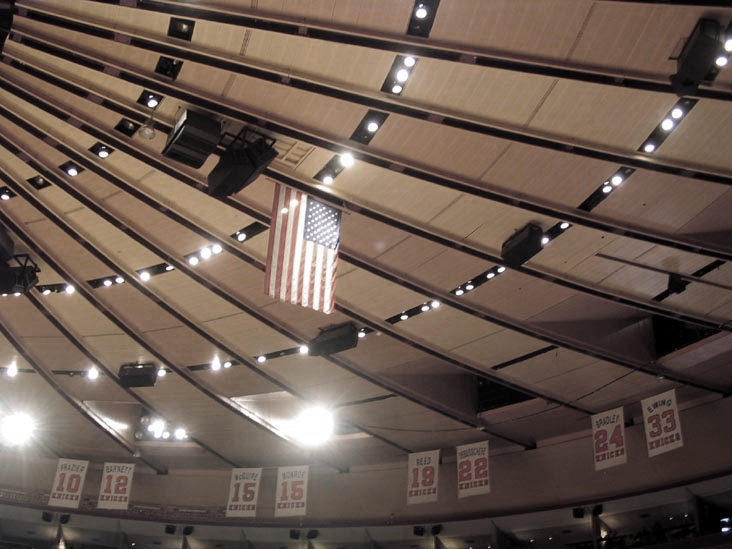 FRAZIER
10
KNICKS
BARNETT
12
KNICKS
McGUIRE
15
KNICKS
MONROE
15
KNICKS
REED
19
KNICKS
DEBUSSCHERE
22
KNICKS
BRADLEY
24
KNICKS
EWING
33
KNICKS